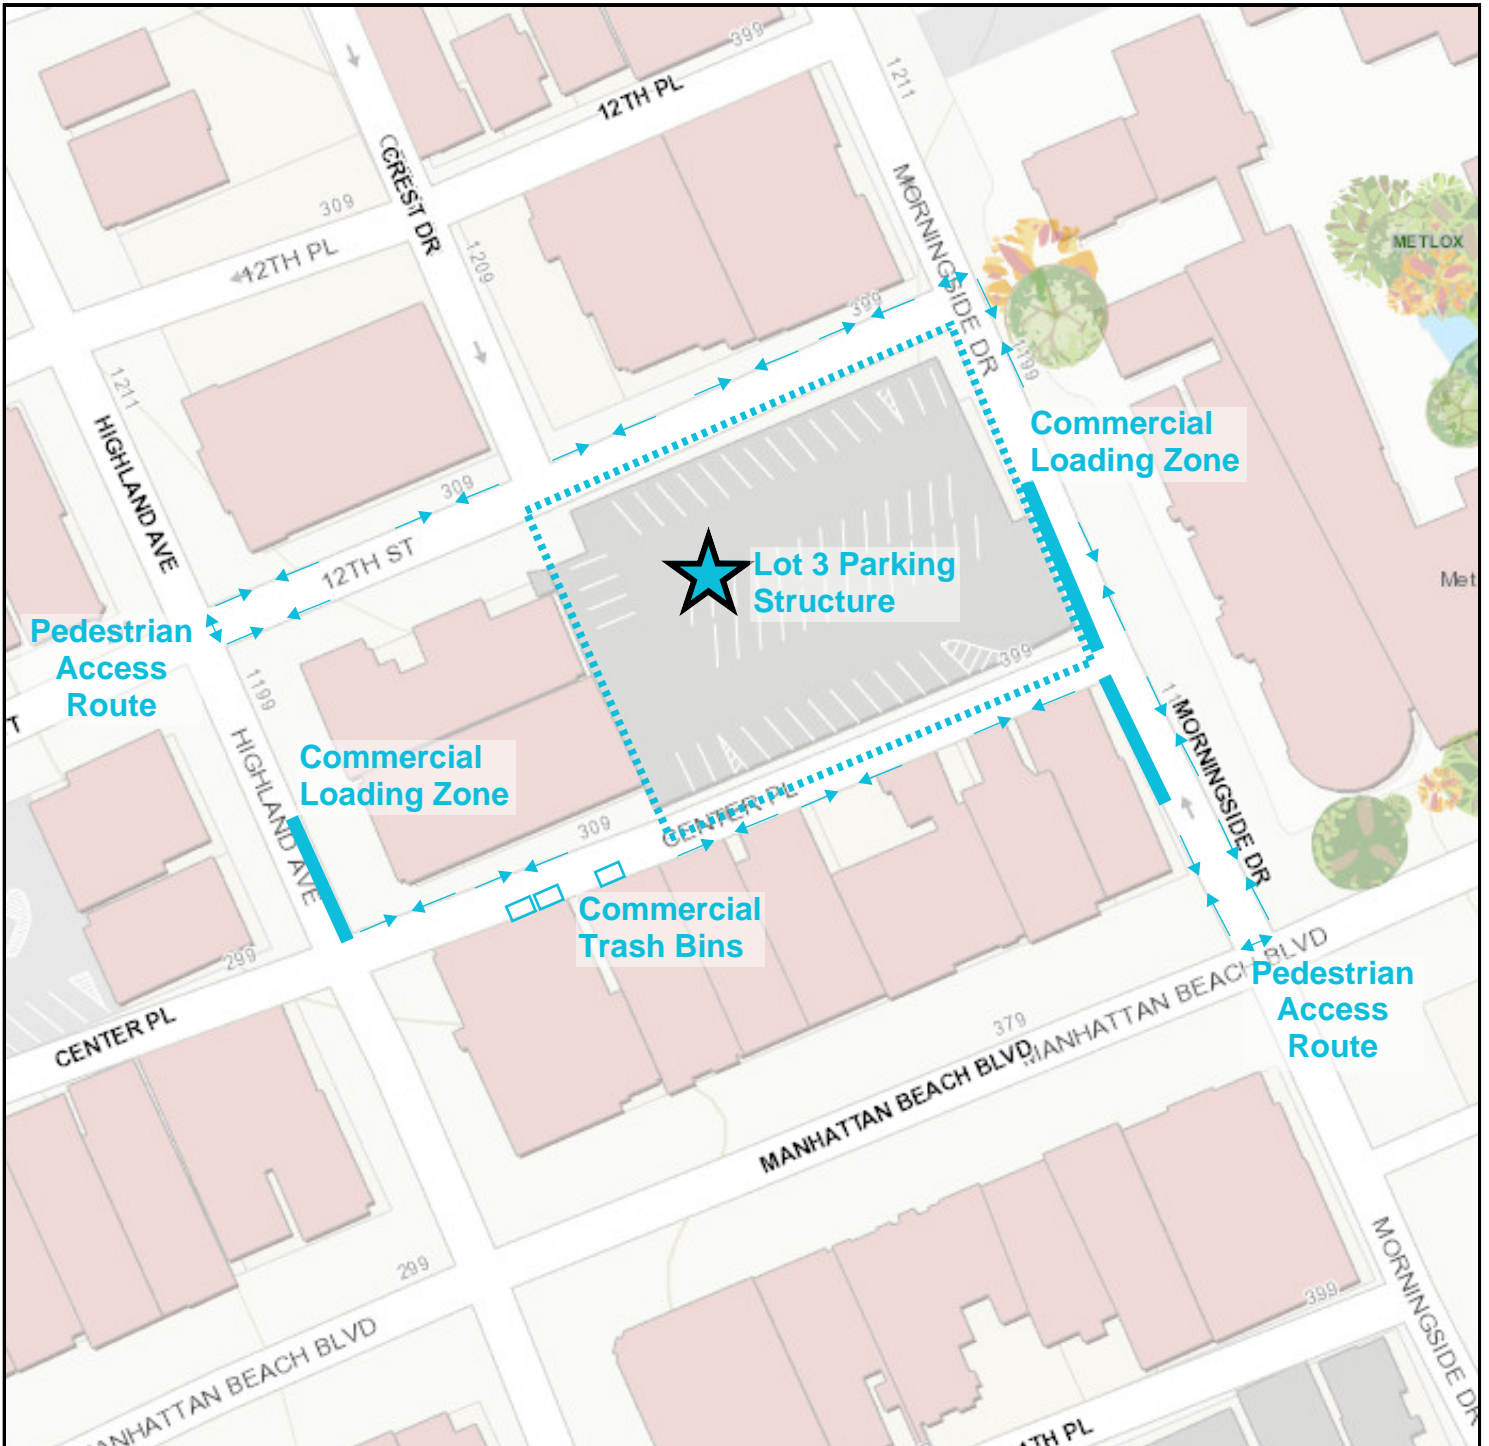 399
12TH PL
1211
CREST DR
MORNINGSIDE DR
309
12TH PL
1209
METLOX
399
1199
1211
HIGHLAND AVE
Commercial
Loading Zone
309
12TH ST
Lot 3 Parking
Structure
Met
Pedestrian
Access
Route
399
1199
T
MORNINGSIDE DR
HIGHLAND AVE
Commercial
Loading Zone
309
CENTER PL
Commercial
Trash Bins
299
CENTER PL
Pedestrian
Access
Route
379
MANHATTAN BEACH BLVD
MANHATTAN BEACH BLVD
299
399
MORNINGSIDE DR
MANHATTAN BEACH BLVD
TH PL